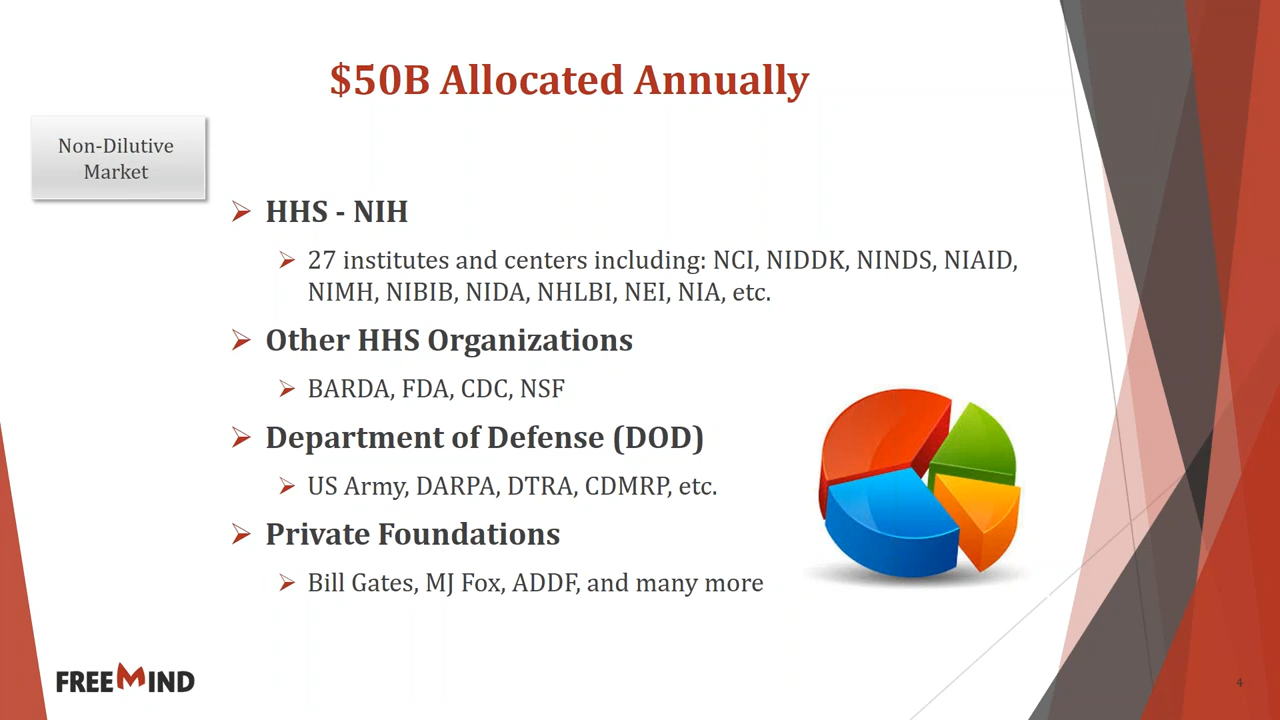 $50B Allocated Annually
Non-Dilutive
Market
HHS - NIH
27 institutes and centers including: NCI, NIDDK, NINDS, NIAID,
NIMH, NIBIB, NIDA, NHLBI, NEI, NIA, etc.
Other HHS Organizations
BARDA, FDA, CDC, NSF
Department of Defense (DOD)
US Army, DARPA, DTRA, CDMRP, etc.
Private Foundations
Bill Gates, MJ Fox, ADDF, and many more
FREEMIND
4